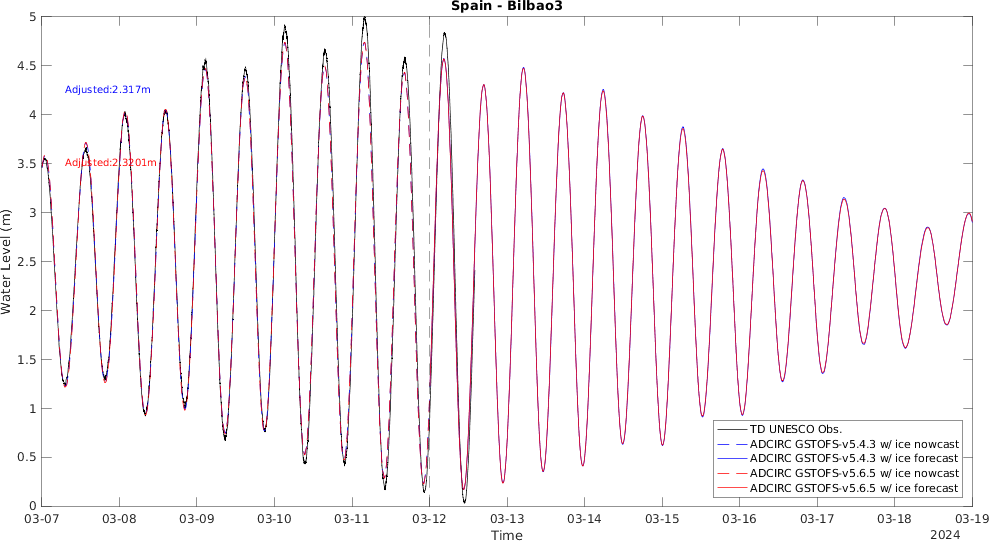 Spain - Bilbao3
5
4.5
4
3.5
3
2.5
2
1.5
1
0.5
0
Water Level (m)
Adjusted:2.317m
Adjusted:2.3201m
TD UNESCO Obs.
ADCIRC GSTOFS-v5.4.3 w/ ice nowcast
ADCIRC GSTOFS-v5.4.3 w/ ice forecast
ADCIRC GSTOFS-v5.6.5 w/ ice nowcast
ADCIRC GSTOFS-v5.6.5 w/ ice forecast
03-07 03-08 03-09 03-10 03-11 03-12 03-13 03-14 03-15 03-16 03-17 03-18 03-19
Time
2024